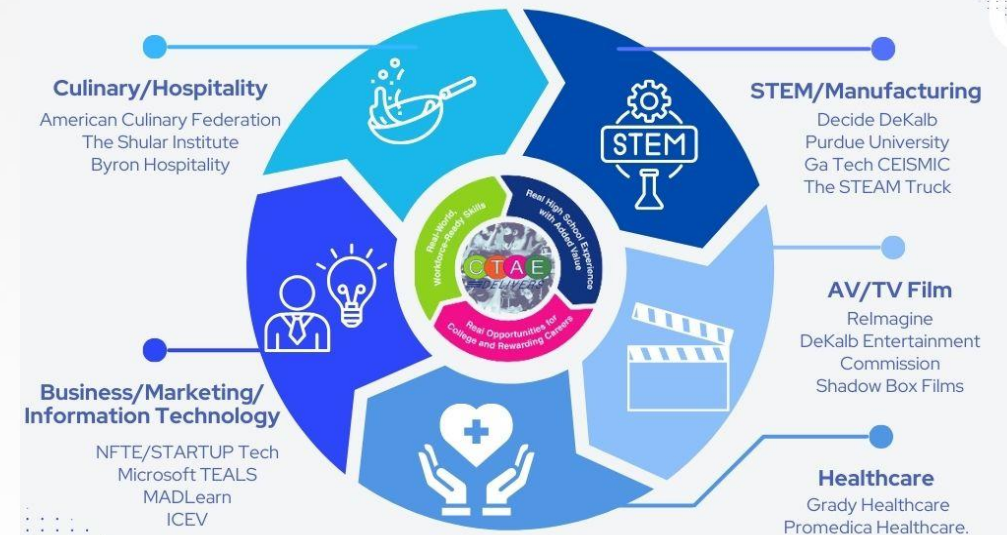 Culinary/Hospitality
American Culinary Federation
The Shular Institute
Byron Hospitality
STEM/Manufacturing
Decide DeKalb
Purdue University
Ga Tech CEISMIC
The STEAM Truck
STEM
AV/TV Film
ReImagine
DeKalb Entertainment
Commission
Shadow Box Films
Real-World,
Workforce-Ready Skills
Real High School Experience
with Added Value
CTAE
DELIVERS
Real Opportunities for
College and Rewarding Careers
Business/Marketing/
Information Technology
NFTE/STARTUP Tech
Microsoft TEALS
MADLearn
ICEV
Healthcare
Grady Healthcare
Promedica Healthcare.